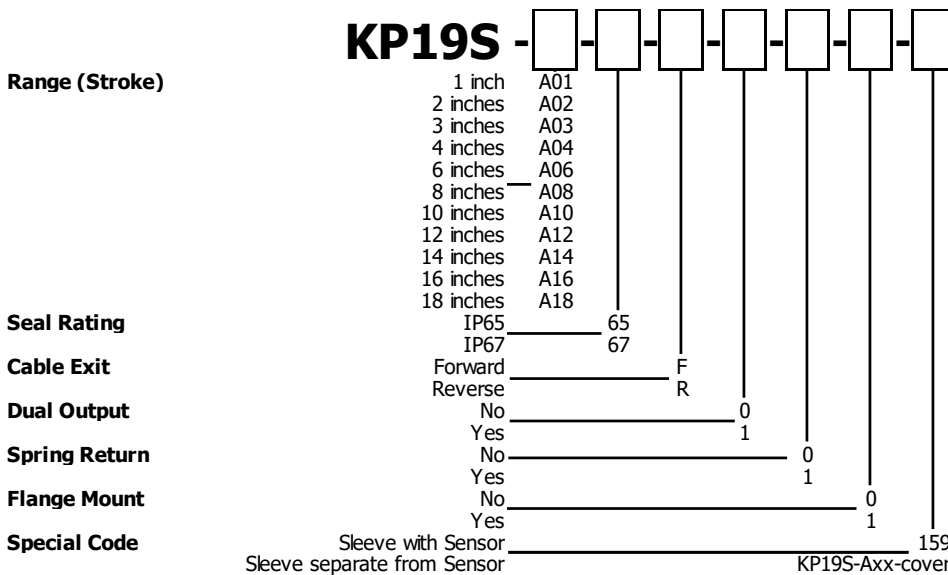 KP19S - - - - - - -
Range (Stroke) 1 inch A01
2 inches A02
3 inches A03
4 inches A04
6 inches A06
8 inches A08
10 inches A10
12 inches A12
14 inches A14
16 inches A16
18 inches A18
Seal Rating IP65 65
IP67 67
Cable Exit Forward F
Reverse R
Dual Output No 0
Yes 1
Spring Return No 0
Yes 1
Flange Mount No 0
Yes 1
Special Code Sleeve with Sensor 159
Sleeve separate from Sensor KP19S-Axx-cover